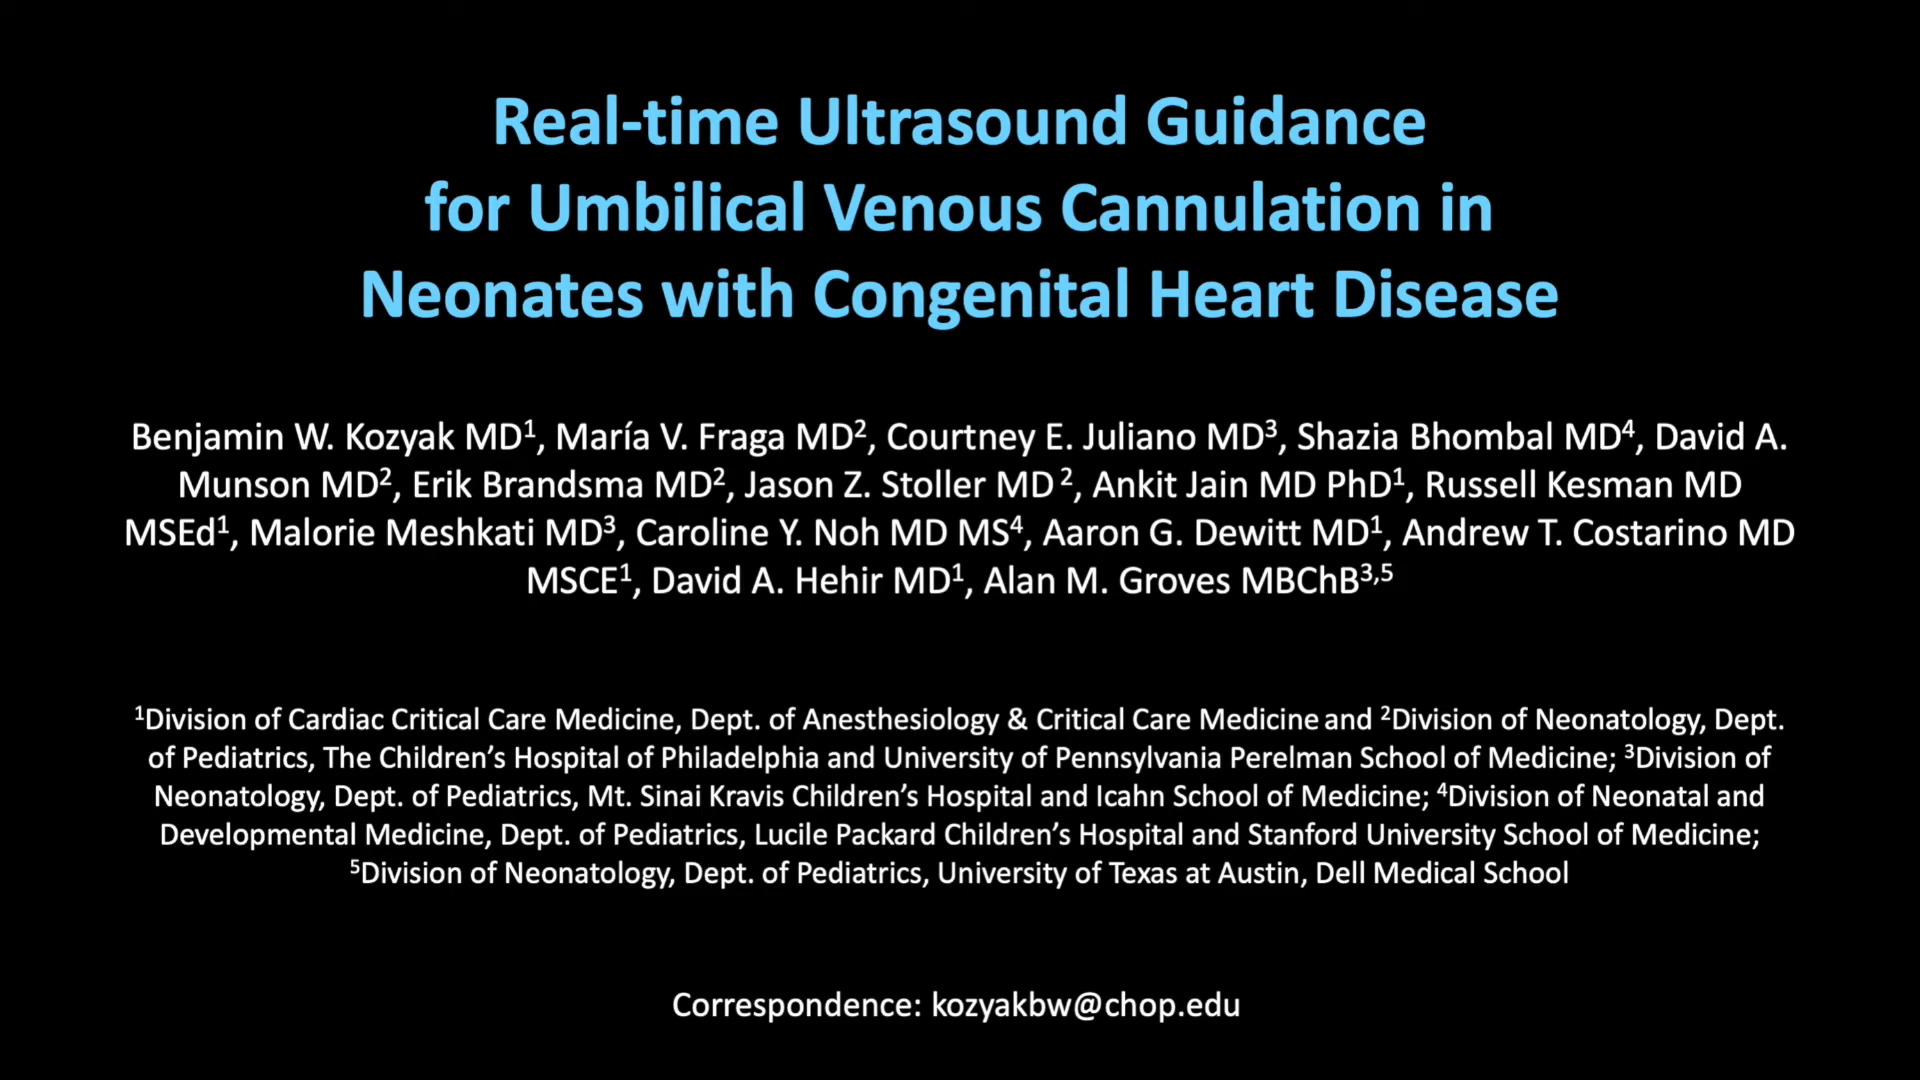 Real-time Ultrasound Guidance
for Umbilical Venous Cannulation in
Neonates with Congenital Heart Disease
Benjamin W. Kozyak MD¹, María V. Fraga MD², Courtney E. Juliano MD³, Shazia Bhombal MD⁴, David A.
Munson MD², Erik Brandsma MD², Jason Z. Stoller MD², Ankit Jain MD PhD¹, Russell Kesman MD
MSEd¹, Malorie Meshkati MD³, Caroline Y. Noh MD MS⁴, Aaron G. Dewitt MD¹, Andrew T. Costarino MD
MSCE¹, David A. Hehir MD¹, Alan M. Groves MBChB³,⁵
¹Division of Cardiac Critical Care Medicine, Dept. of Anesthesiology & Critical Care Medicine and ²Division of Neonatology, Dept.
of Pediatrics, The Children’s Hospital of Philadelphia and University of Pennsylvania Perelman School of Medicine; ³Division of
Neonatology, Dept. of Pediatrics, Mt. Sinai Kravis Children’s Hospital and Icahn School of Medicine; ⁴Division of Neonatal and
Developmental Medicine, Dept. of Pediatrics, Lucile Packard Children’s Hospital and Stanford University School of Medicine;
⁵Division of Neonatology, Dept. of Pediatrics, University of Texas at Austin, Dell Medical School
Correspondence: kozyakbw@chop.edu